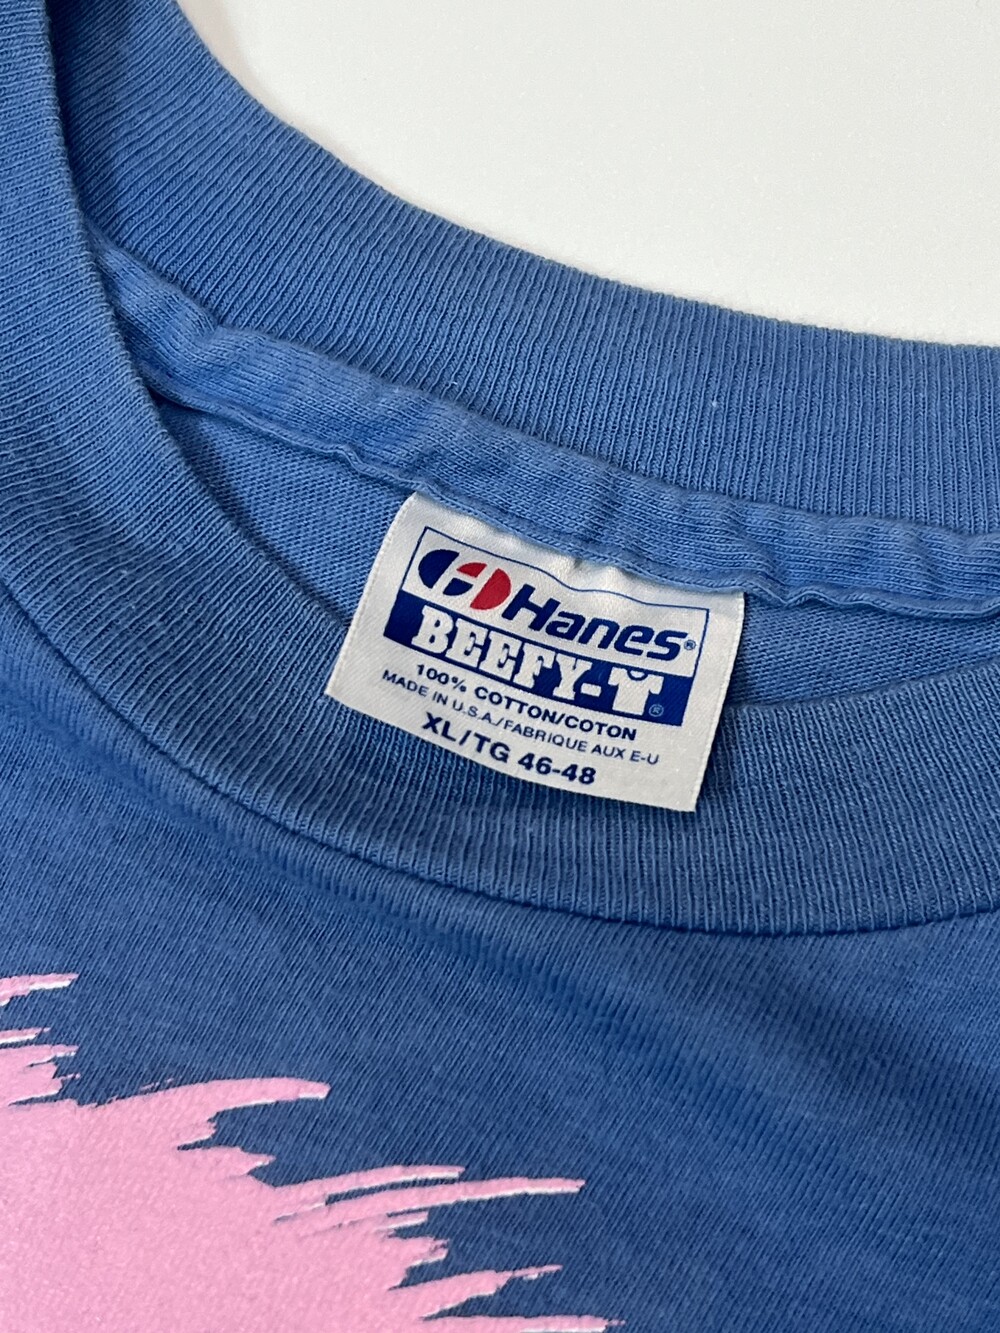 Hanes®
BEEFY-T®
100% COTTON/COTON
MADE IN U.S.A./FABRIQUE AUX E-U
XL/TG 46-48